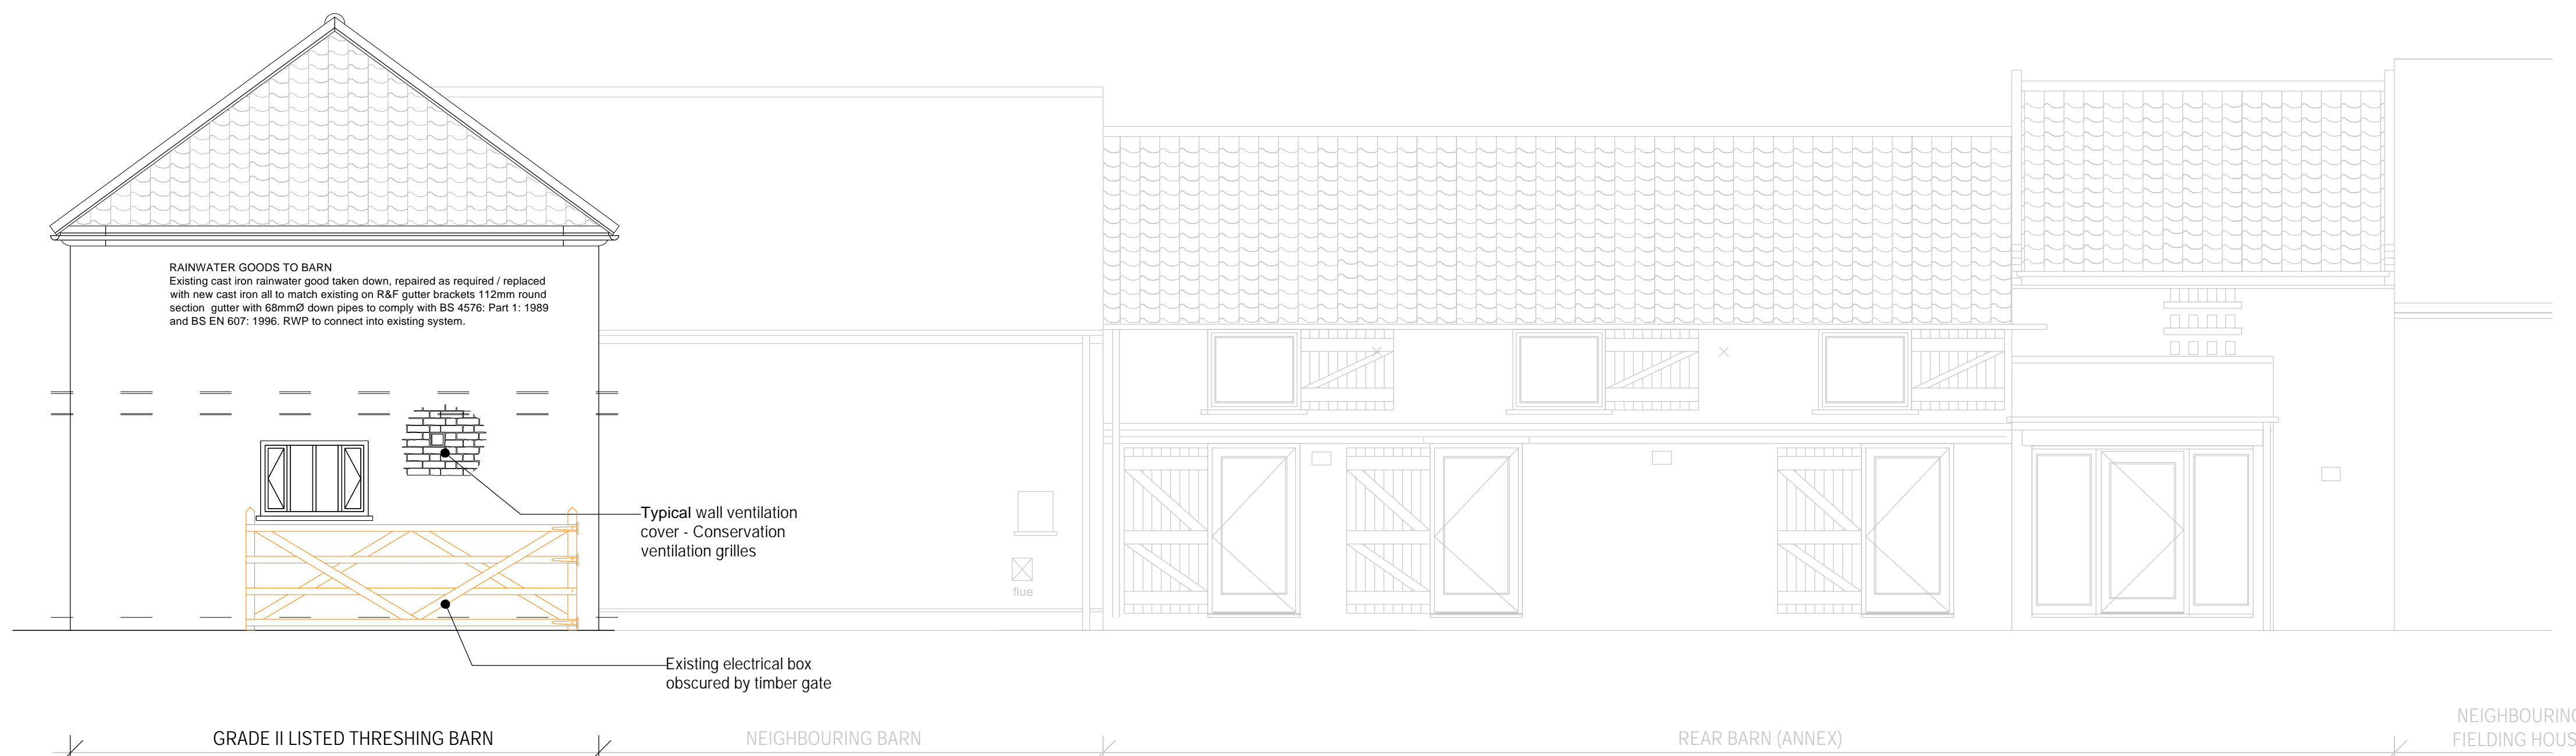 RAINWATER GOODS TO BARN
Existing cast iron rainwater good taken down, repaired as required / replaced
with new cast iron all to match existing on R&F gutter brackets 112mm round
section gutter with 68mmØ down pipes to comply with BS 4576: Part 1: 1989
and BS EN 607: 1996. RWP to connect into existing system.
Typical wall ventilation
cover - Conservation
ventilation grilles
flue
Existing electrical box
obscured by timber gate
GRADE II LISTED THRESHING BARN
NEIGHBOURING BARN
REAR BARN (ANNEX)
NEIGHBOURING
FIELDING HOUS